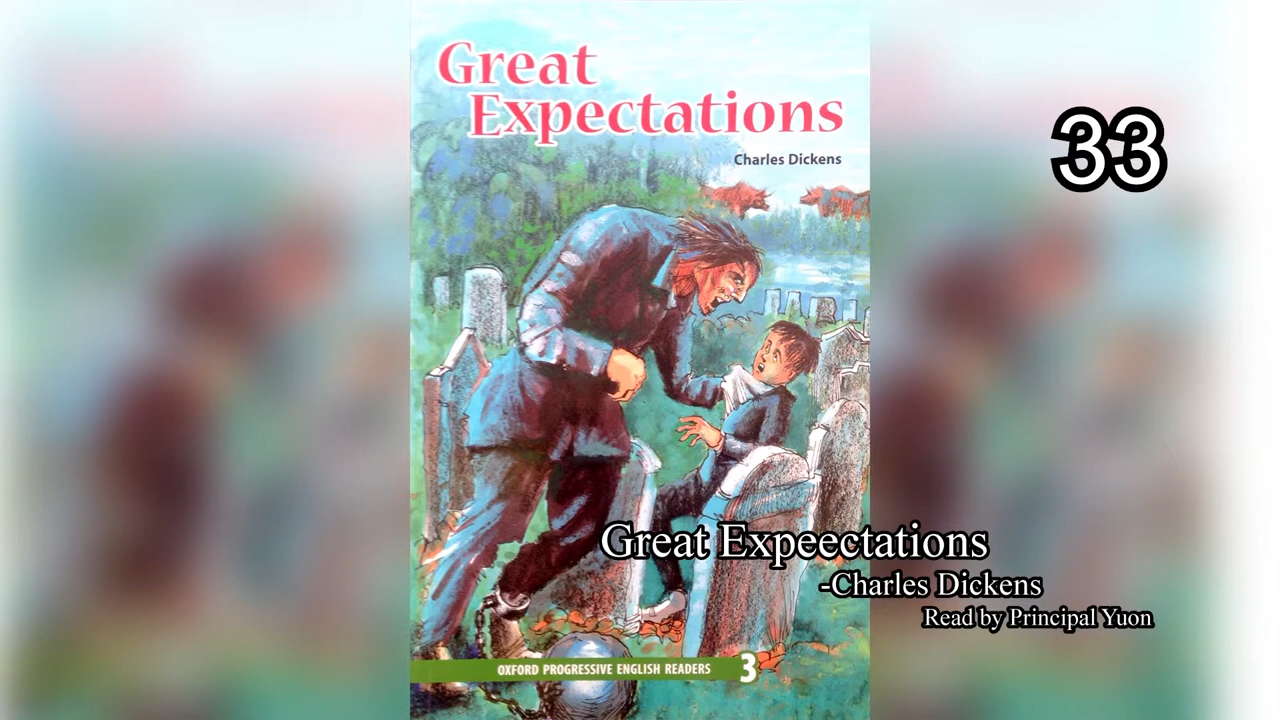 Great
Expectations
Charles Dickens
33
Great Expeectations
-Charles Dickens
Read by Principal Yuon
OXFORD PROGRESSIVE ENGLISH READERS 3